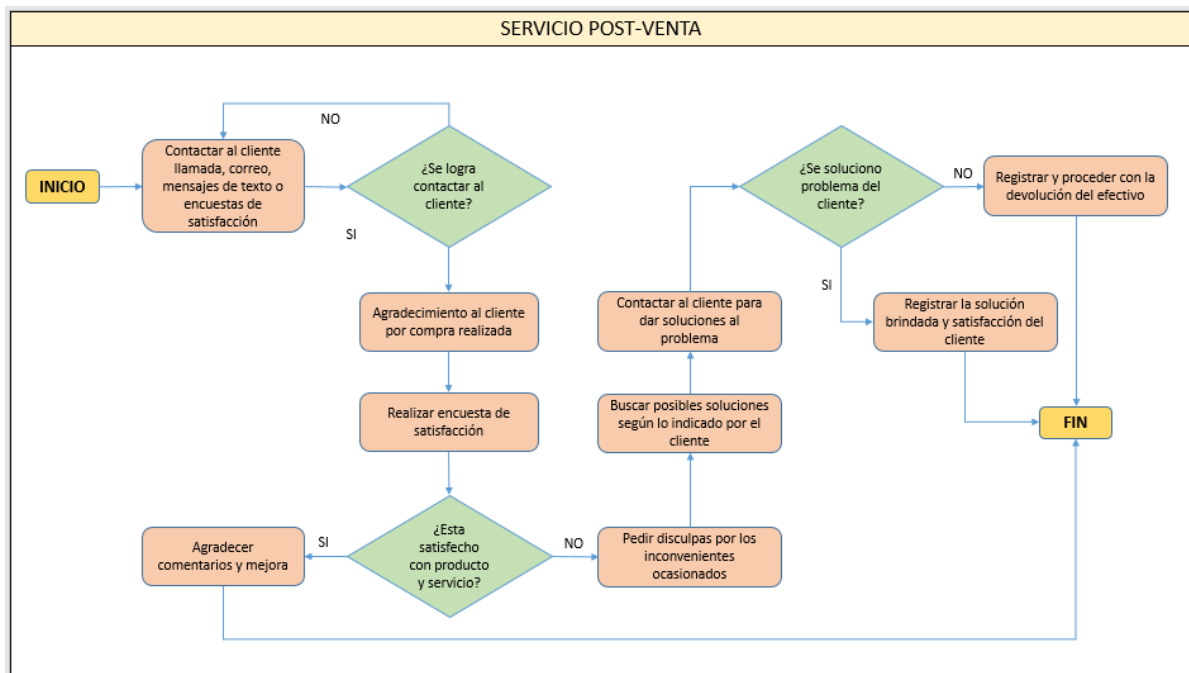 SERVICIO POST-VENTA
INICIO
Contactar al cliente
llamada, correo,
mensajes de texto o
encuestas de
satisfacción
NO
¿Se logra
contactar al
cliente?
SI
Agradecimiento al cliente
por compra realizada
Realizar encuesta de
satisfacción
¿Esta
satisfecho
con producto
y servicio?
SI
Agradecer
comentarios y mejora
NO
Pedir disculpas por los
inconvenientes
ocasionados
Buscar posibles soluciones
según lo indicado por el
cliente
Contactar al cliente para
dar soluciones al
problema
¿Se soluciono
problema del
cliente?
NO
Registrar y proceder con la
devolución del efectivo
SI
Registrar la solución
brindada y satisfacción del
cliente
FIN